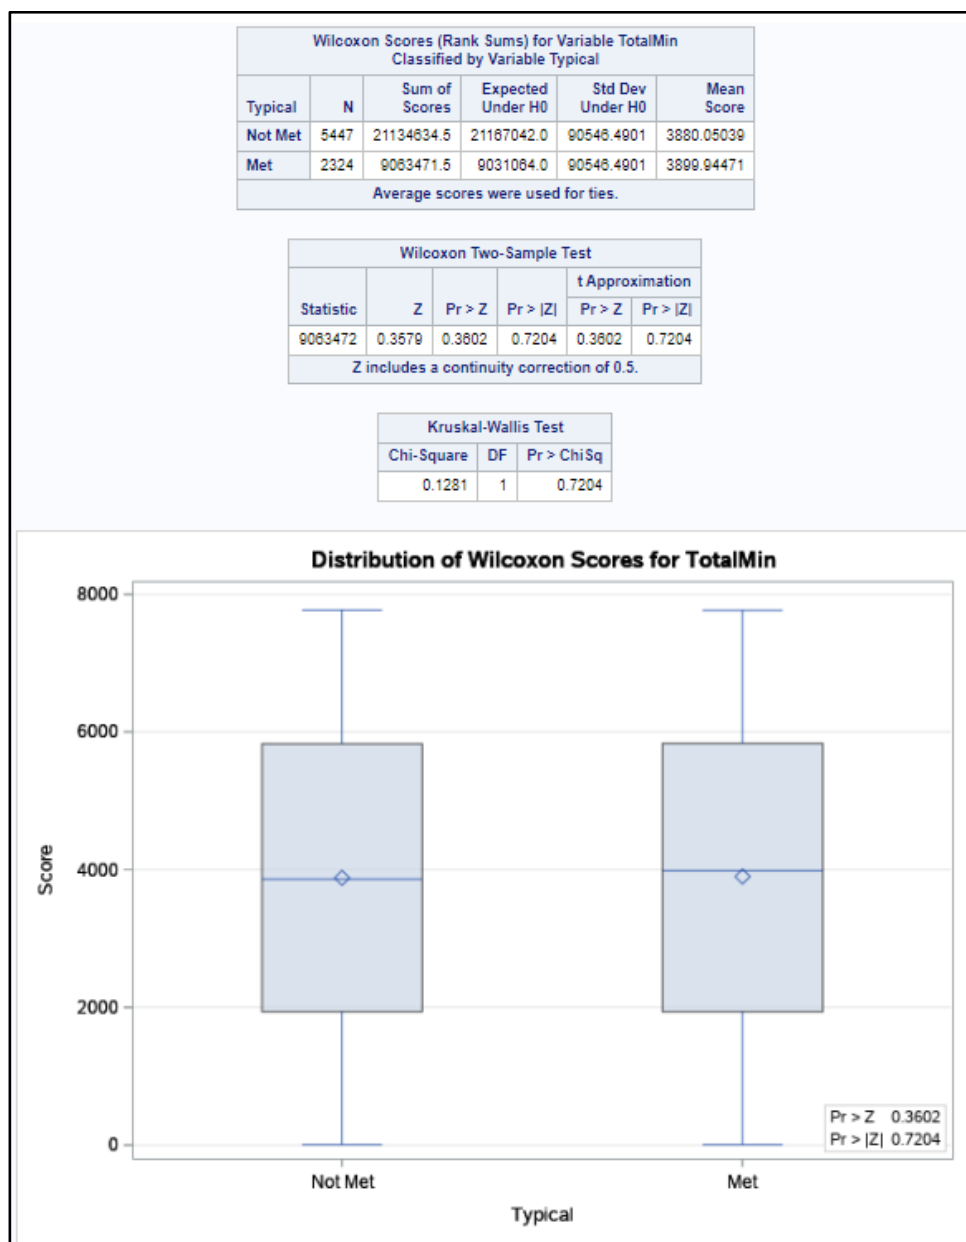 Wilcoxon Scores (Rank Sums) for Variable TotalMin
Classified by Variable Typical
Typical N Sum of Scores Expected Under H0 Std Dev Under H0 Mean Score
Not Met 5447 21134634.5 21167042.0 90546.4901 3880.05039
Met 2324 9063471.5 9031064.0 90546.4901 3899.94471
Average scores were used for ties.
Wilcoxon Two-Sample Test
t Approximation
Statistic Z Pr > Z Pr > |Z| Pr > Z Pr > |Z|
9063472 0.3579 0.3602 0.7204 0.3602 0.7204
Z includes a continuity correction of 0.5.
Kruskal-Wallis Test
Chi-Square DF Pr > ChiSq
0.1281 1 0.7204
Distribution of Wilcoxon Scores for TotalMin
8000
6000
4000
2000
0
Score
Pr > Z 0.3602
Pr > |Z| 0.7204
Not Met Met
Typical